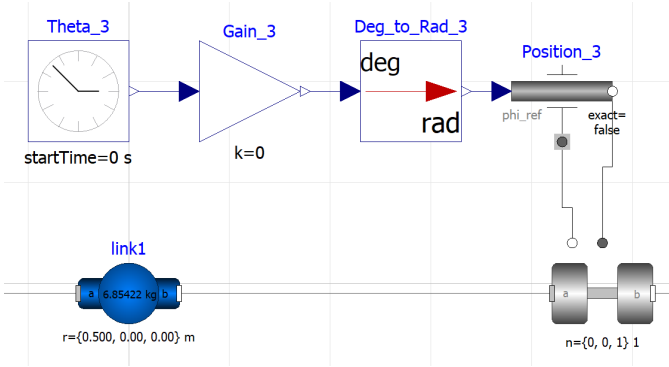 Theta_3
Gain_3
Deg_to_Rad_3
Position_3
deg
rad
phi_ref
exact=
false
startTime=0 s
k=0
link1
a
6.85422 kg
b
a
b
r={0.500, 0.00, 0.00} m
n={0, 0, 1} 1